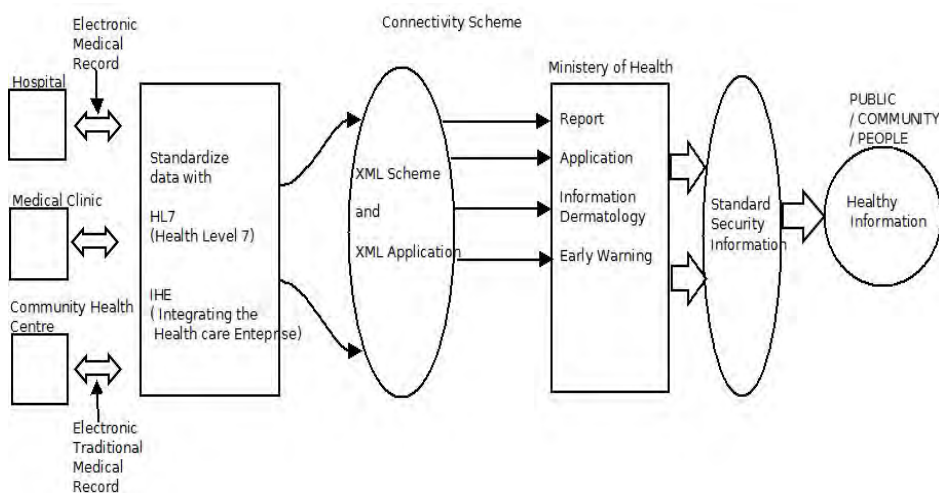 Connectivity Scheme
Electronic
Medical
Record
Hospital
Medical Clinic
Community Health
Centre
Electronic
Traditional
Medical
Record
Standardize
data with
HL7
(Health Level 7)
IHE
( Integrating the
Health care Enteprise)
XML Scheme
and
XML Application
Ministery of Health
Report
Application
Information
Dermatology
Early Warning
Standard
Security
Information
PUBLIC
/ COMMUNITY
/ PEOPLE
Healthy
Information